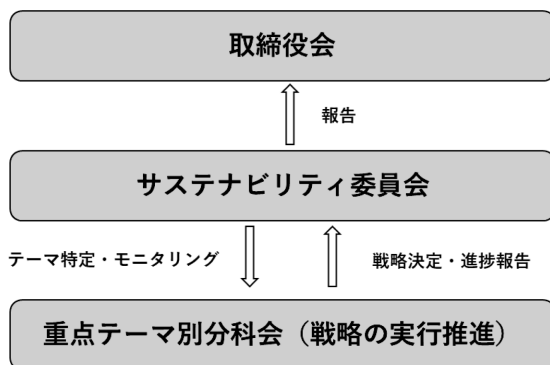 取締役会
報告
サステナビリティ委員会
テーマ特定・モニタリング
戦略決定・進捗報告
重点テーマ別分科会（戦略の実行推進）